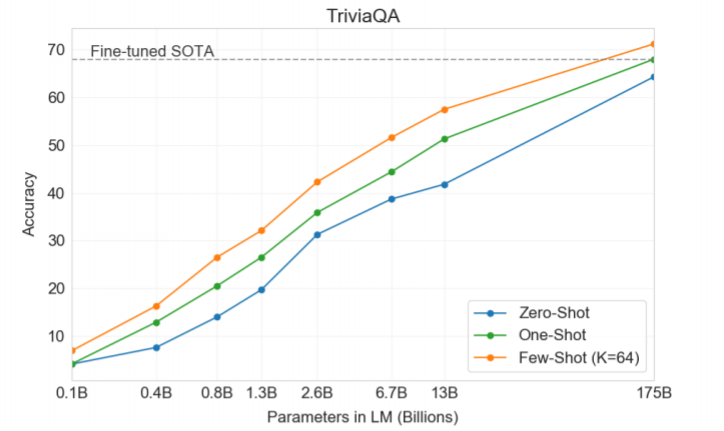 TriviaQA
Fine-tuned SOTA
70
60
50
40
30
20
10
Accuracy
Zero-Shot
One-Shot
Few-Shot (K=64)
0.1B 0.4B 0.8B 1.3B 2.6B 6.7B 13B 175B
Parameters in LM (Billions)